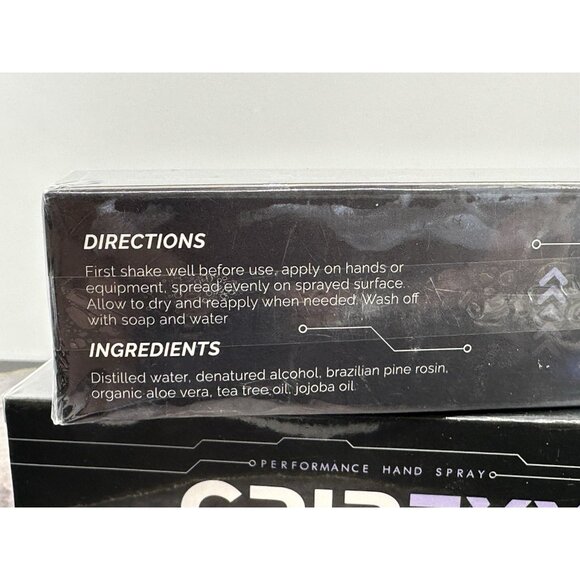 DIRECTIONS
First shake well before use, apply on hands or
equipment, spread evenly on sprayed surface.
Allow to dry and reapply when needed. Wash off
with soap and water
INGREDIENTS
Distilled water, denatured alcohol, brazilian pine rosin,
organic aloe vera, tea tree oil, jojoba oil
PERFORMANCE HAND SPRAY